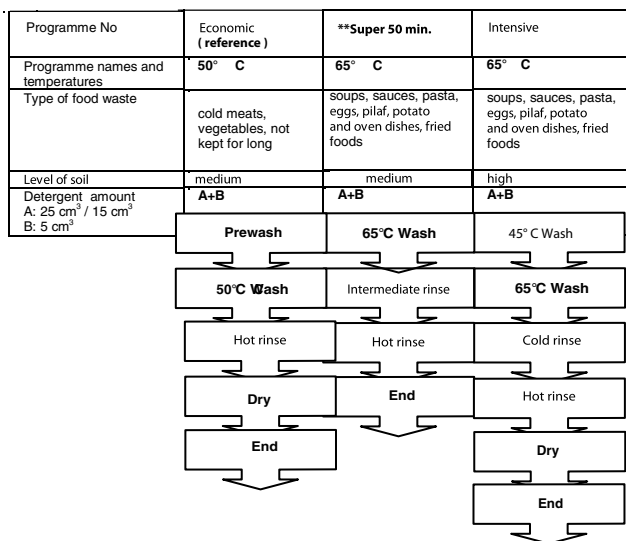 Programme No
Economic
( reference )
**Super 50 min.
Intensive
Programme names and
temperatures
50° C
65° C
65° C
Type of food waste
cold meats,
vegetables, not
kept for long
soups, sauces, pasta,
eggs, pilaf, potato
and oven dishes, fried
foods
soups, sauces, pasta,
eggs, pilaf, potato
and oven dishes, fried
foods
Level of soil
medium
medium
high
Detergent amount
A: 25 cm³ / 15 cm³
B: 5 cm³
A+B
A+B
A+B
Prewash
65°C Wash
45° C Wash
50°C Wash
Intermediate rinse
65°C Wash
Hot rinse
Hot rinse
Cold rinse
Dry
End
Hot rinse
End
Dry
End